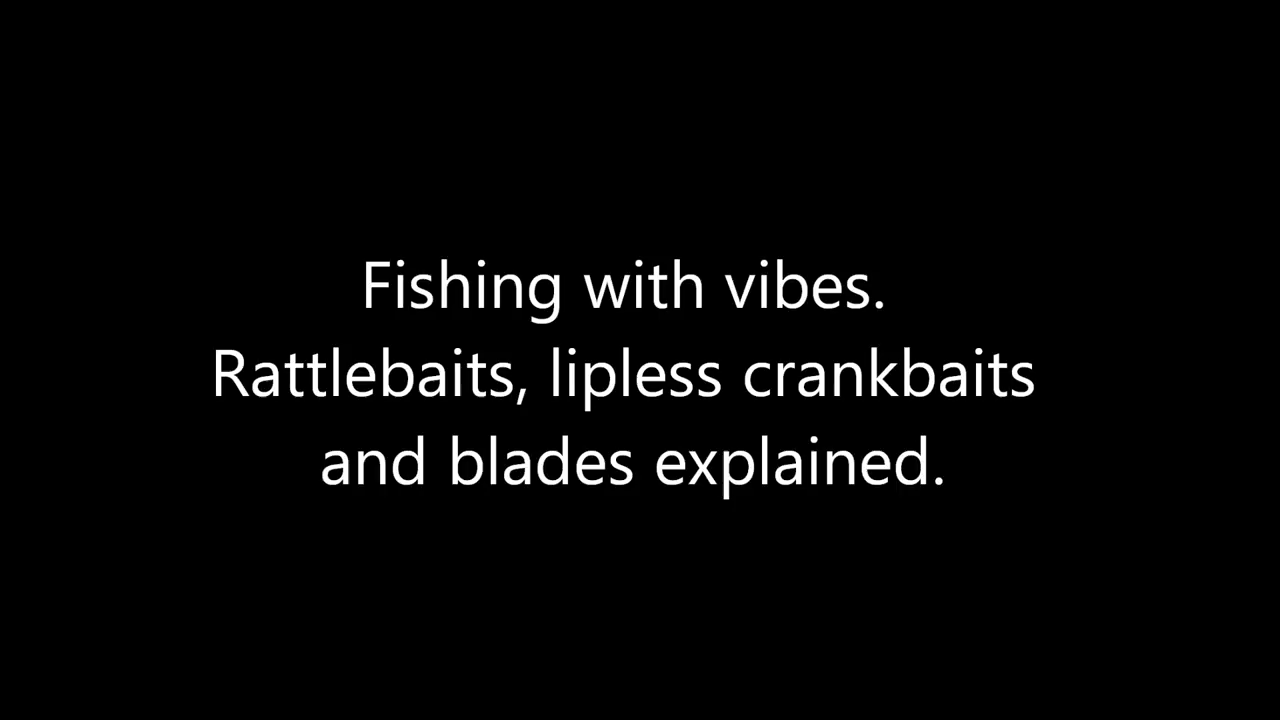 Fishing with vibes.
Rattlebaits, lipless crankbaits
and blades explained.